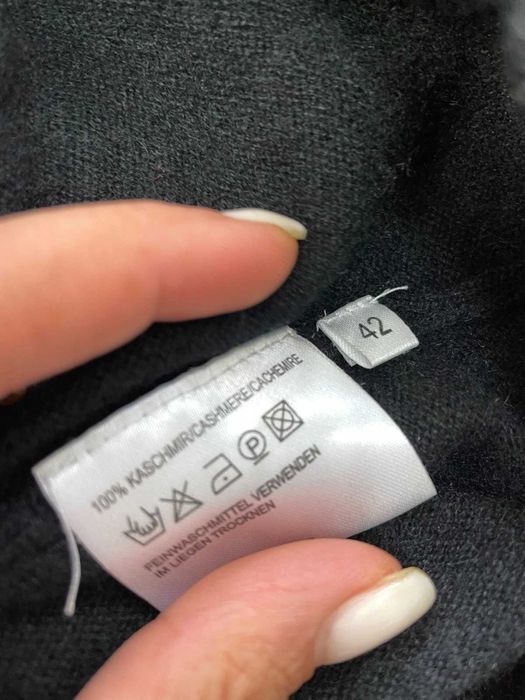 42
100% KASCHMIR/CASHMERE/CACHEMIRE
P
FEINWASCHMITTEL VERWENDEN
IM LIEGEN TROCKNEN